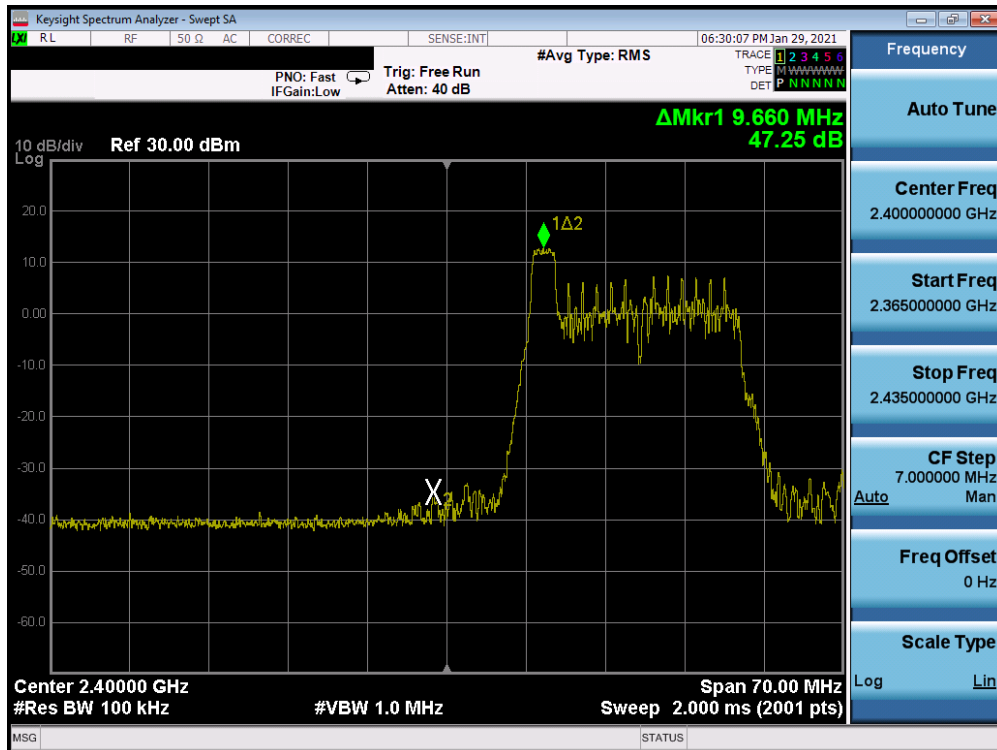 Keysight Spectrum Analyzer - Swept SA
LXI RL RF 50 Ω AC CORREC SENSE:INT 06:30:07 PM Jan 29, 2021
#Avg Type: RMS
TRACE 1 2 3 4 5 6
PNO: Fast Trig: Free Run TYPE M WWWWW
IFGain:Low Atten: 40 dB DET P N N N N N
ΔMkr1 9.660 MHz
47.25 dB
10 dB/div Ref 30.00 dBm
Log
20.0
1Δ2
10.0
0.00
-10.0
-20.0
-30.0
X2
-40.0
-50.0
-60.0
Center 2.40000 GHz Span 70.00 MHz
#Res BW 100 kHz #VBW 1.0 MHz Sweep 2.000 ms (2001 pts)
MSG STATUS
Frequency
Auto Tune
Center Freq
2.400000000 GHz
Start Freq
2.365000000 GHz
Stop Freq
2.435000000 GHz
CF Step
7.000000 MHz
Auto Man
Freq Offset
0 Hz
Scale Type
Log Lin